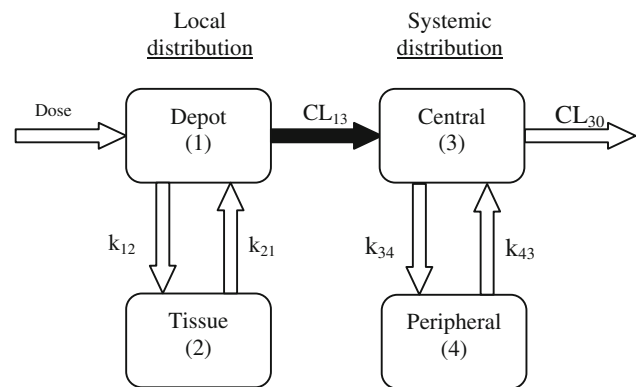 Local
distribution
Systemic
distribution
Dose
Depot
(1)
CL13
Central
(3)
CL30
k12
k21
k34
k43
Tissue
(2)
Peripheral
(4)